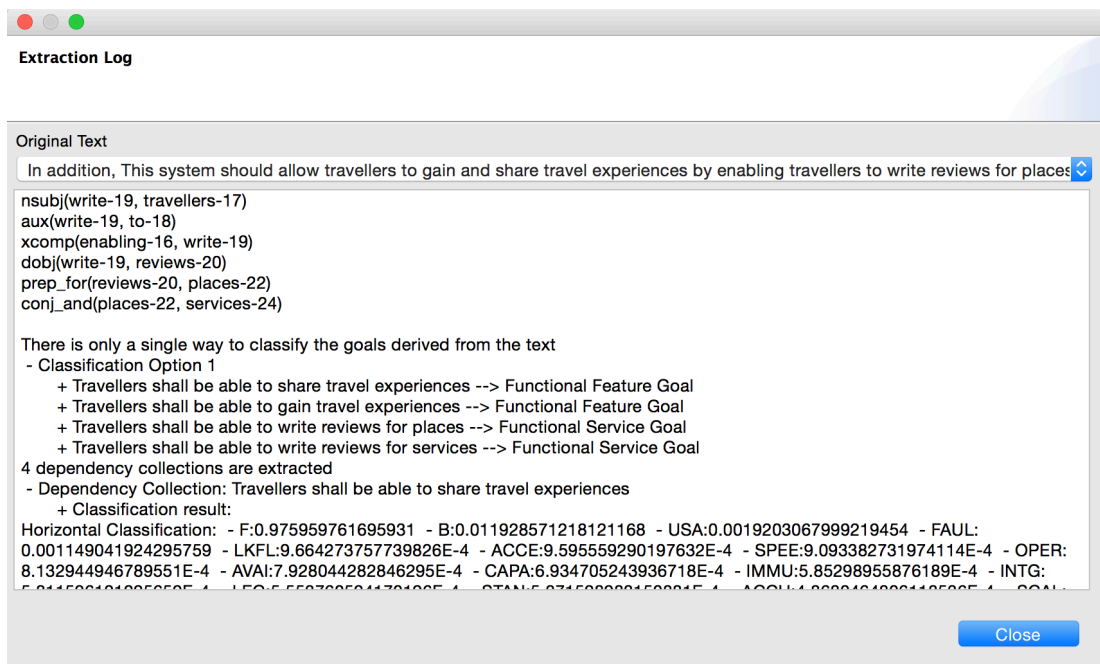 Extraction Log
Original Text
In addition, This system should allow travellers to gain and share travel experiences by enabling travellers to write reviews for places
nsubj(write-19, travellers-17)
aux(write-19, to-18)
xcomp(enabling-16, write-19)
dobj(write-19, reviews-20)
prep_for(reviews-20, places-22)
conj_and(places-22, services-24)
There is only a single way to classify the goals derived from the text
- Classification Option 1
+ Travellers shall be able to share travel experiences --> Functional Feature Goal
+ Travellers shall be able to gain travel experiences --> Functional Feature Goal
+ Travellers shall be able to write reviews for places --> Functional Service Goal
+ Travellers shall be able to write reviews for services --> Functional Service Goal
4 dependency collections are extracted
- Dependency Collection: Travellers shall be able to share travel experiences
+ Classification result:
Horizontal Classification: - F:0.975959761695931 - B:0.011928571218121168 - USA:0.0019203067999219454 - FAUL:
0.001149041924295759 - LKFL:9.664273757739826E-4 - ACCE:9.595559290197632E-4 - SPEE:9.093382731974114E-4 - OPER:
8.132944946789551E-4 - AVAI:7.928044282846295E-4 - CAPA:6.934705243936718E-4 - IMMU:5.85298955876189E-4 - INTG:
Close